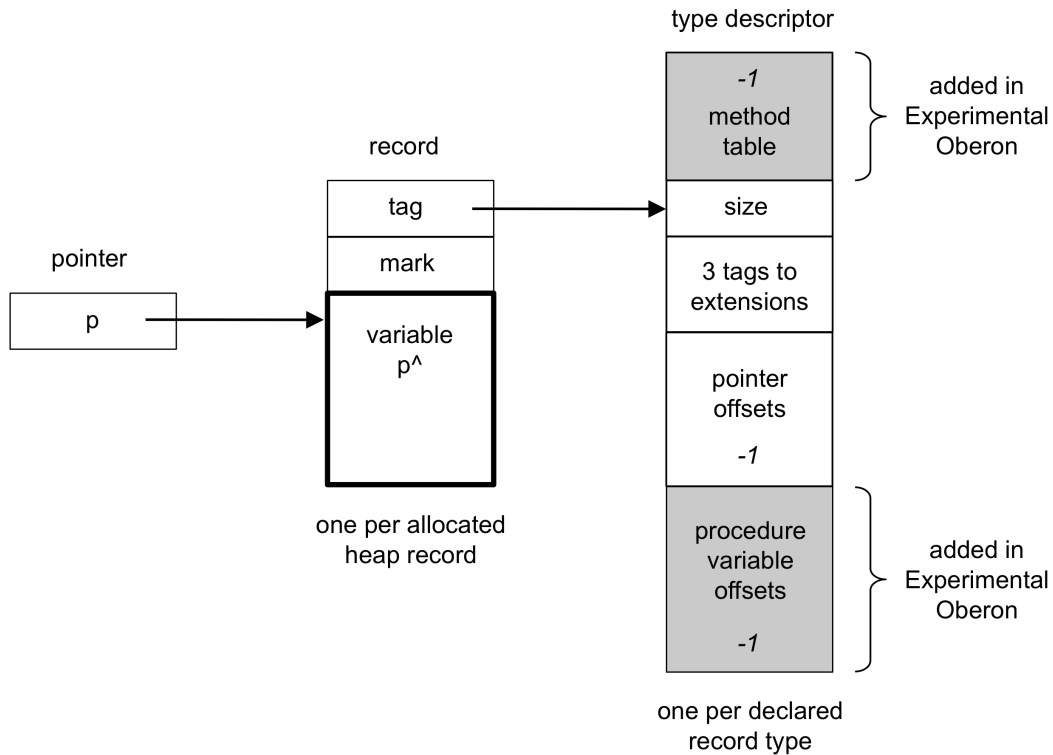 type descriptor
-1
method
table
added in
Experimental
Oberon
record
tag
size
mark
pointer
3 tags to
extensions
p
variable
p^
pointer
offsets
-1
one per allocated
heap record
procedure
variable
offsets
-1
added in
Experimental
Oberon
one per declared
record type